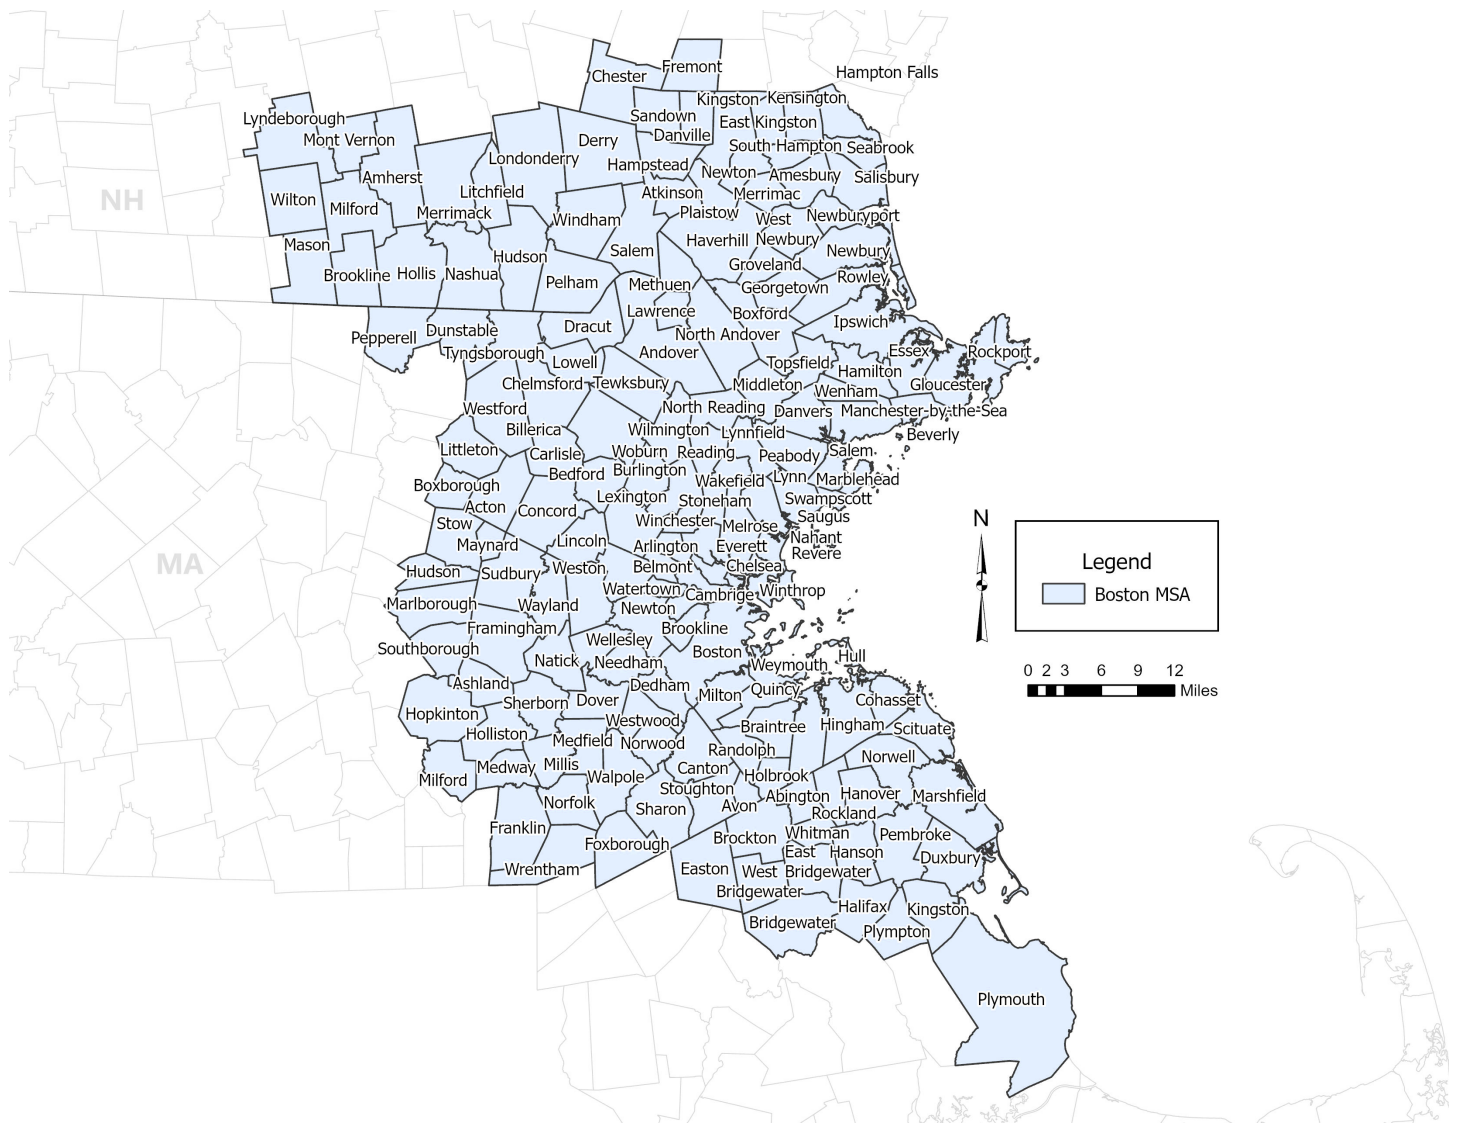 Hampton Falls
Fremont
Chester
Kingston
Kensington
Lyndeborough
Sandown
East Kingston
Danville
Mont Vernon
Derry
South Hampton
Seabrook
Londonderry
Hampstead
Newton
Amesbury
Salisbury
Amherst
NH
Litchfield
Atkinson
Merrimac
Wilton
Milford
Merrimack
Windham
Plaistow
West
Newbury
Newburyport
Mason
Haverhill
Salem
Newbury
Hudson
Groveland
Brookline
Hollis
Nashua
Pelham
Methuen
Rowley
Georgetown
Lawrence
Boxford
Ipswich
Pepperell
Dunstable
Dracut
North Andover
Tyngsborough
Andover
Essex
Rockport
Lowell
Topsfield
Hamilton
Chelmsford
Tewksbury
Middleton
Wenham
Gloucester
Westford
North Reading
Danvers
Manchester-by-the-Sea
Billerica
Wilmington
Lynnfield
Beverly
Littleton
Carlisle
Woburn
Reading
Peabody
Salem
Boxborough
Bedford
Burlington
Wakefield
Lynn
Marblehead
Acton
Concord
Lexington
Stoneham
Swampscott
Stow
Winchester
Melrose
Saugus
N
Maynard
Lincoln
Arlington
Everett
Nahant
Revere
Legend
MA
Hudson
Sudbury
Weston
Belmont
Chelsea
Boston MSA
Marlborough
Wayland
Watertown
Cambrige
Winthrop
Newton
Framingham
Wellesley
Brookline
Southborough
Natick
Needham
Boston
Weymouth
Hull
0 2 3 6 9 12
Miles
Ashland
Sherborn
Dover
Dedham
Milton
Quincy
Cohasset
Hopkinton
Holliston
Westwood
Braintree
Hingham
Scituate
Medfield
Norwood
Randolph
Norwell
Milford
Medway
Millis
Walpole
Canton
Holbrook
Stoughton
Abington
Hanover
Marshfield
Norfolk
Sharon
Avon
Rockland
Franklin
Foxborough
Brockton
Whitman
Pembroke
East
Bridgewater
Hanson
Duxbury
Wrentham
Easton
West
Bridgewater
Halifax
Kingston
Bridgewater
Plympton
Plymouth